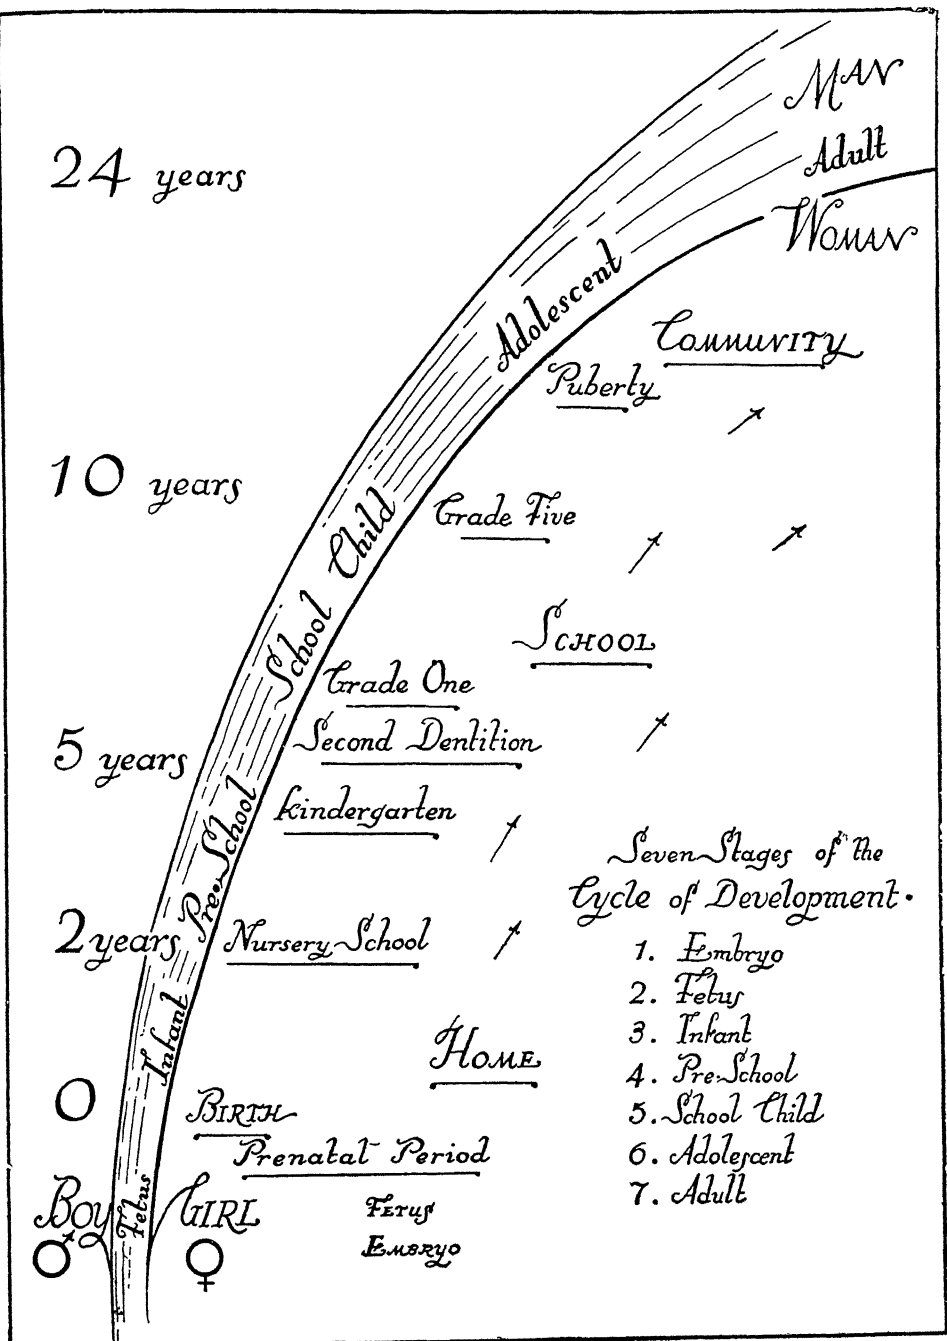 MAN
Adult
24 years
WOMAN
Adolescent
COMMUNITY
Puberty
10 years
Grade Five
School Child
SCHOOL
Grade One
Second Dentition
5 years
Kindergarten
Pre-School
Seven Stages of the
Cycle of Development.
2 years
Nursery School
1. Embryo
2. Fetus
3. Infant
4. Pre-School
5. School Child
6. Adolescent
7. Adult
Infant
HOME
0
BIRTH
Prenatal Period
BOY
Fetus
GIRL
FETUS
EMBRYO
♂
♀